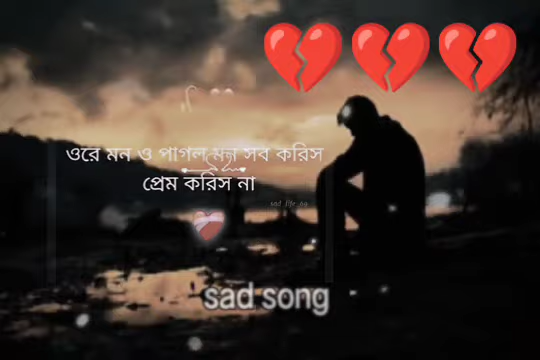 ওরে মন ও পাগল মন সব করিস
প্রেম করিস না
sad song